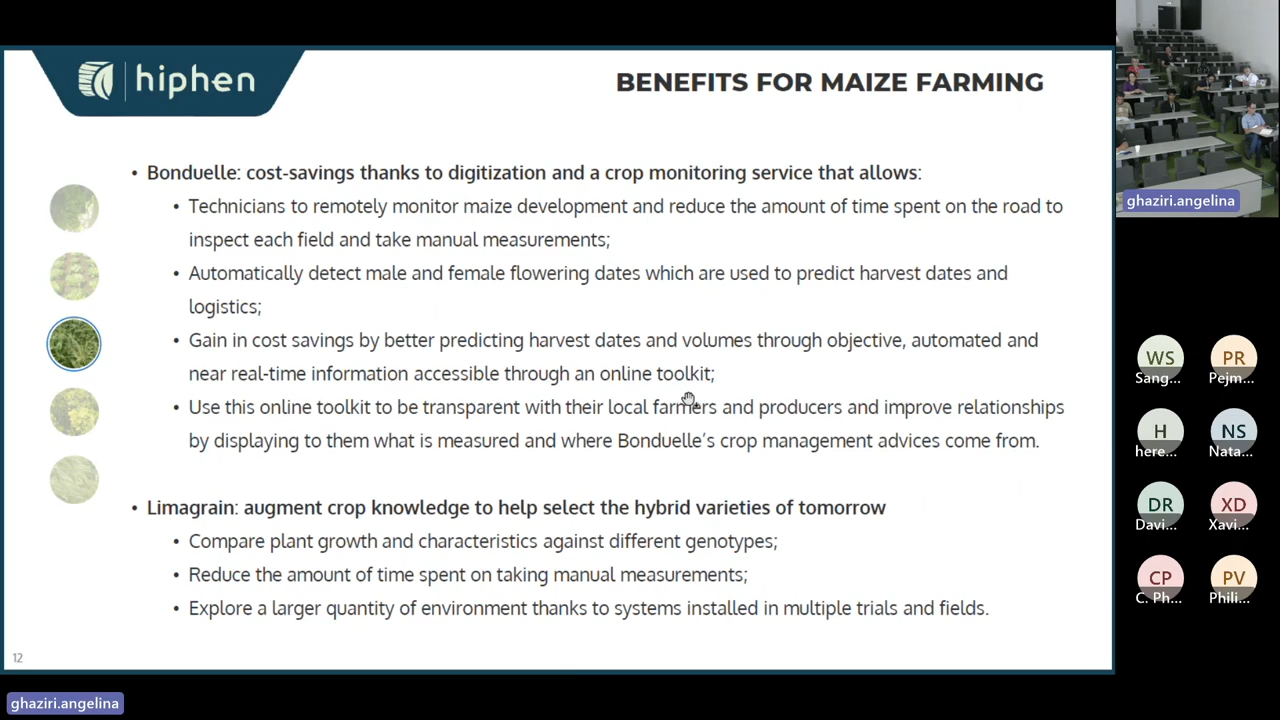 hiphen
BENEFITS FOR MAIZE FARMING
• Bonduelle: cost-savings thanks to digitization and a crop monitoring service that allows:
• Technicians to remotely monitor maize development and reduce the amount of time spent on the road to
inspect each field and take manual measurements;
• Automatically detect male and female flowering dates which are used to predict harvest dates and
logistics;
• Gain in cost savings by better predicting harvest dates and volumes through objective, automated and
near real-time information accessible through an online toolkit;
• Use this online toolkit to be transparent with their local farmers and producers and improve relationships
by displaying to them what is measured and where Bonduelle's crop management advices come from.
• Limagrain: augment crop knowledge to help select the hybrid varieties of tomorrow
• Compare plant growth and characteristics against different genotypes;
• Reduce the amount of time spent on taking manual measurements;
• Explore a larger quantity of environment thanks to systems installed in multiple trials and fields.
12
ghaziri.angelina
ghaziri.angelina
WS
Sang...
PR
Pejm...
H
here...
NS
Nata...
DR
Davi...
XD
Xavi...
CP
C. Ph...
PV
Phili...